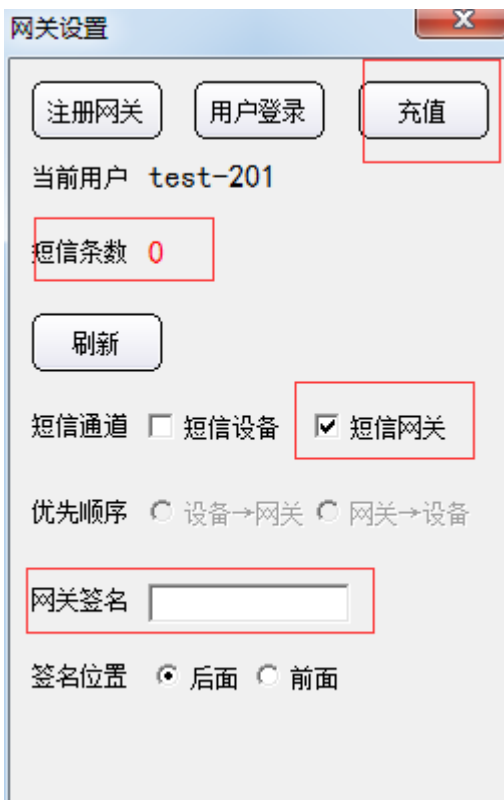 网关设置
注册网关 用户登录 充值
当前用户 test-201
短信条数 0
刷新
短信通道 短信设备 短信网关
优先顺序 设备→网关 网关→设备
网关签名
签名位置 后面 前面